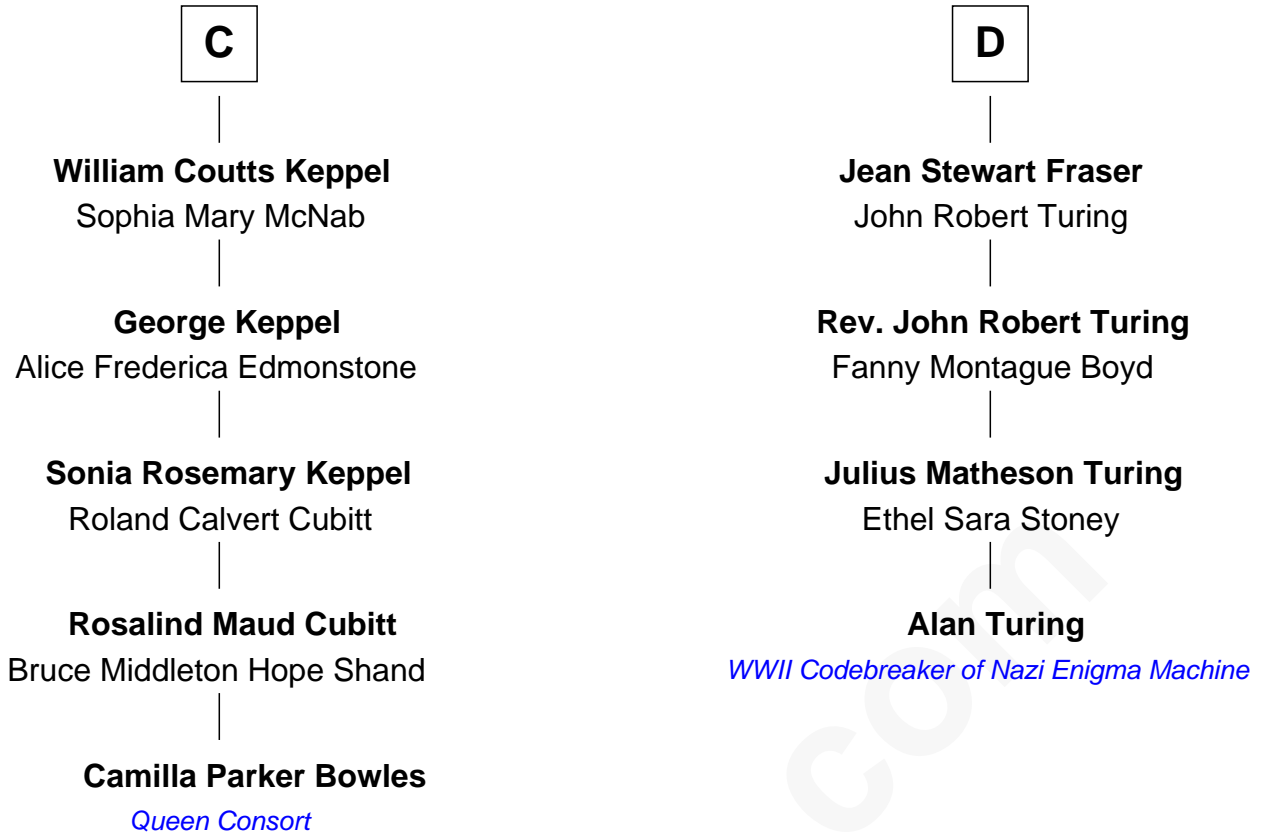 C
William Coutts Keppel
Sophia Mary McNab
George Keppel
Alice Frederica Edmonstone
Sonia Rosemary Keppel
Roland Calvert Cubitt
Rosalind Maud Cubitt
Bruce Middleton Hope Shand
Camilla Parker Bowles
Queen Consort
D
Jean Stewart Fraser
John Robert Turing
Rev. John Robert Turing
Fanny Montague Boyd
Julius Matheson Turing
Ethel Sara Stoney
Alan Turing
WWII Codebreaker of Nazi Enigma Machine
com